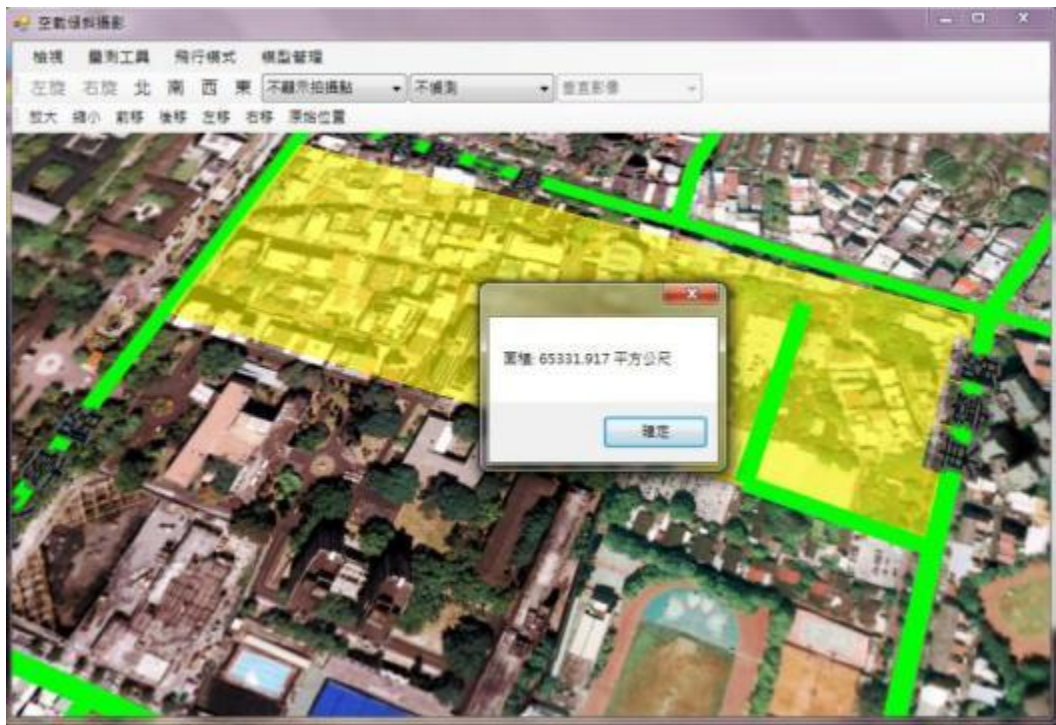 空載傾斜攝影
檢視 量測工具 飛行模式 模型管理
左旋 右旋 北 南 西 東 不顯示拍攝點 不偵測 垂直影像
放大 縮小 前移 後移 左移 右移 原始位置
面積: 65331.917 平方公尺
確定